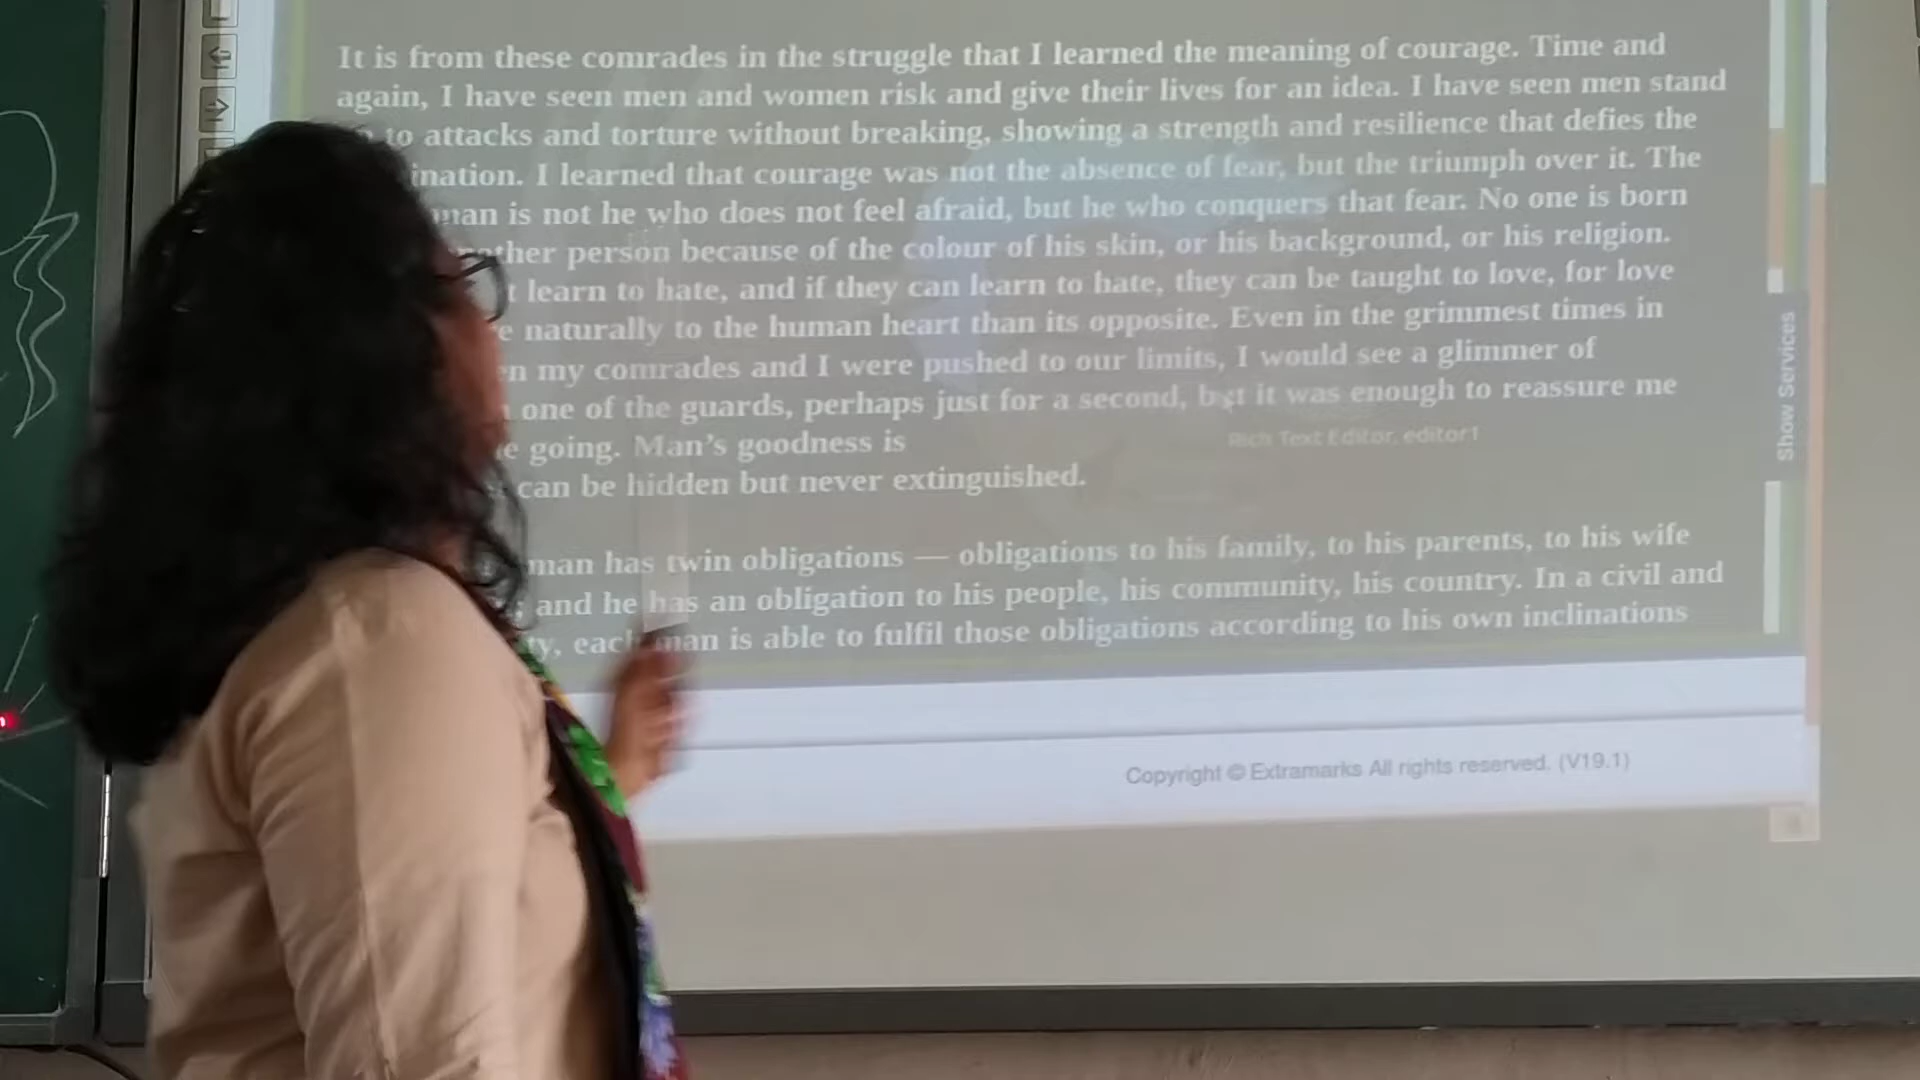 It is from these comrades in the struggle that I learned the meaning of courage. Time and
again, I have seen men and women risk and give their lives for an idea. I have seen men stand
to attacks and torture without breaking, showing a strength and resilience that defies the
ination. I learned that courage was not the absence of fear, but the triumph over it. The
man is not he who does not feel afraid, but he who conquers that fear. No one is born
other person because of the colour of his skin, or his background, or his religion.
learn to hate, and if they can learn to hate, they can be taught to love, for love
naturally to the human heart than its opposite. Even in the grimmest times in
my comrades and I were pushed to our limits, I would see a glimmer of
one of the guards, perhaps just for a second, but it was enough to reassure me
going. Man’s goodness is
Rich Text Editor, editor1
can be hidden but never extinguished.
man has twin obligations — obligations to his family, to his parents, to his wife
and he has an obligation to his people, his community, his country. In a civil and
ty, each man is able to fulfil those obligations according to his own inclinations
Show Services
Copyright © Extramarks All rights reserved. (V19.1)